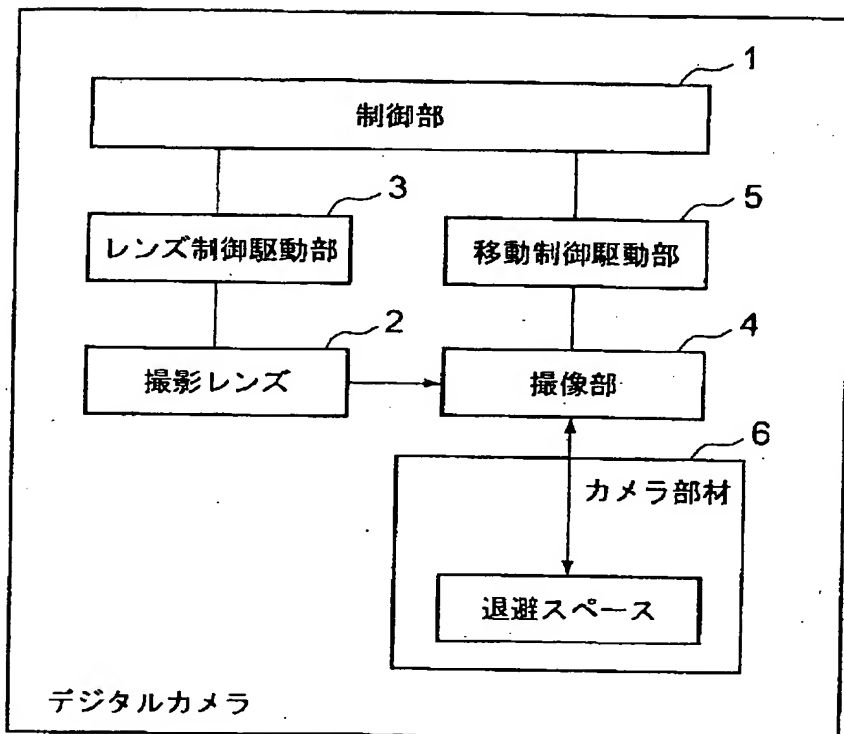 1
制御部
3
5
レンズ制御駆動部
移動制御駆動部
2
4
撮影レンズ
撮像部
6
カメラ部材
退避スペース
デジタルカメラ